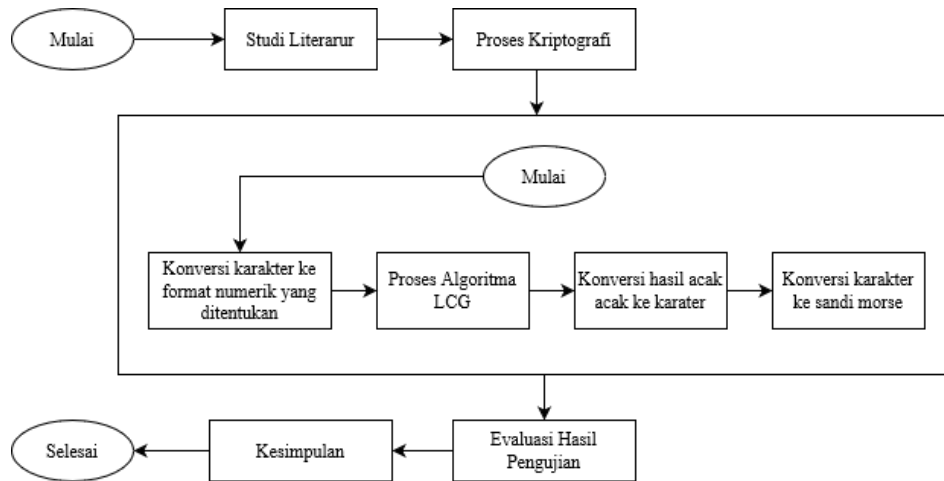 Mulai
Studi Literarur
Proses Kriptografi
Mulai
Konversi karakter ke
format numerik yang
ditentukan
Proses Algoritma
LCG
Konversi hasil acak
acak ke karater
Konversi karakter
ke sandi morse
Evaluasi Hasil
Pengujian
Kesimpulan
Selesai